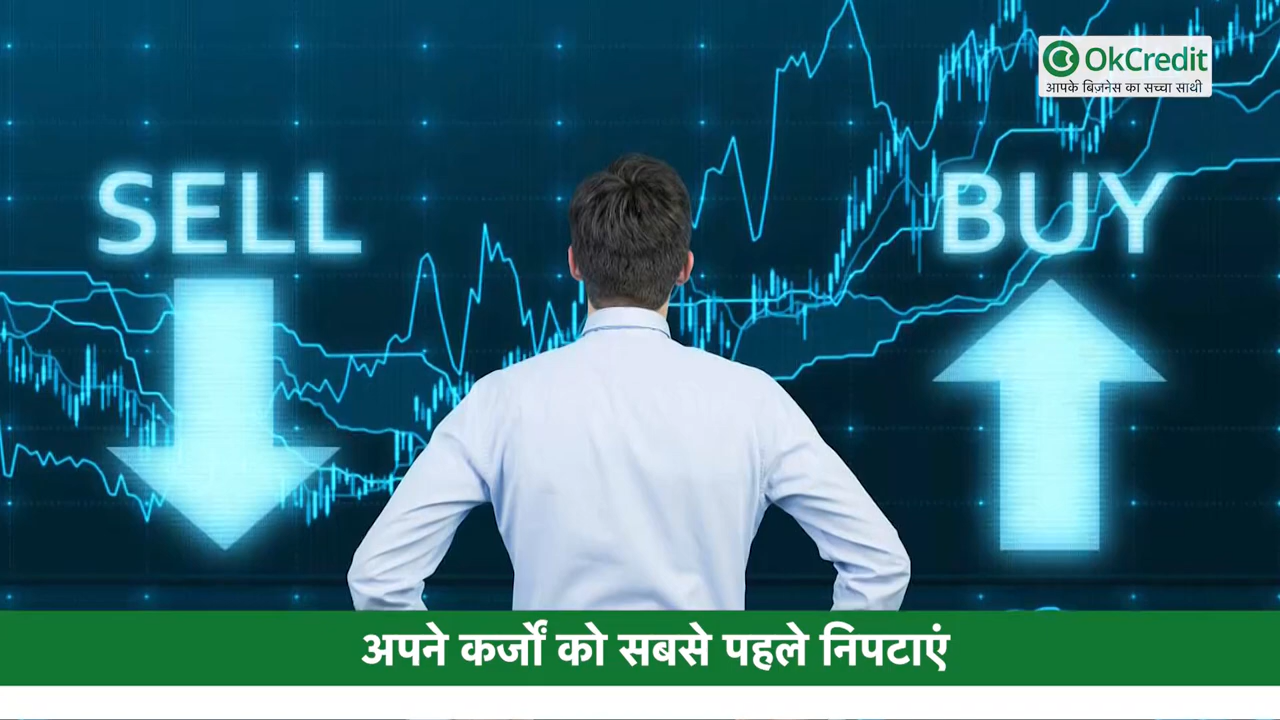 OkCredit
आपके बिज़नेस का सच्चा साथी
SELL
BUY
अपने कर्जों को सबसे पहले निपटाएं